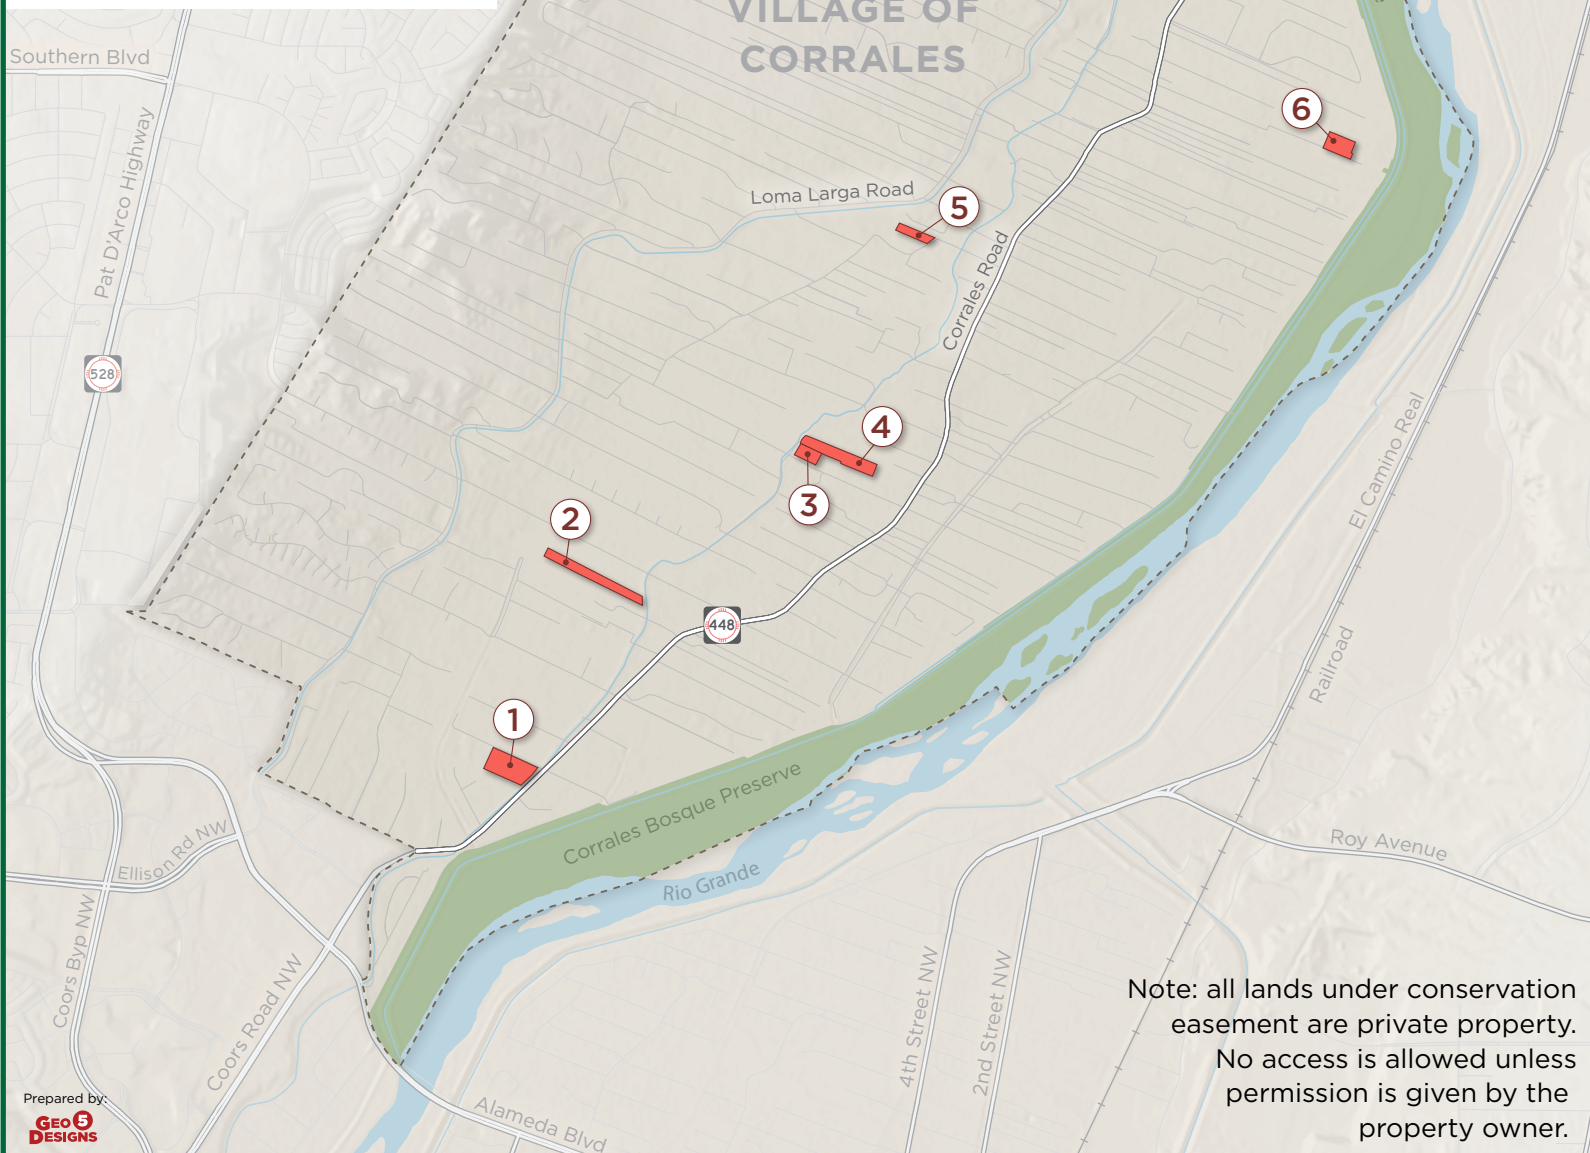 VILLAGE OF
CORRALES
Southern Blvd
Pat D'Arco Highway
528
6
Loma Larga Road
5
Corrales Road
4
3
2
448
1
El Camino Real
Railroad
Corrales Bosque Preserve
Rio Grande
Roy Avenue
Ellison Rd NW
Coors Byp NW
Coors Road NW
4th Street NW
2nd Street NW
Alameda Blvd
Note: all lands under conservation
easement are private property.
No access is allowed unless
permission is given by the
property owner.
Prepared by:
GEO 5
DESIGNS